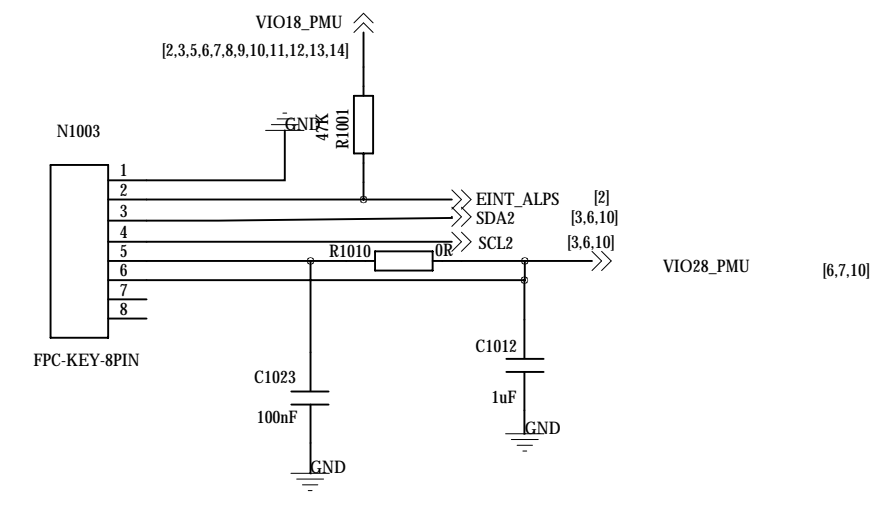 VIO18_PMU
[2,3,5,6,7,8,9,10,11,12,13,14]
N1003
GND
47K
R1001
1
2
EINT_ALPS [2]
3
SDA2 [3,6,10]
4
SCL2 [3,6,10]
5
R1010 0R
VIO28_PMU [6,7,10]
6
7
8
FPC-KEY-8PIN
C1012
1uF
GND
C1023
100nF
GND